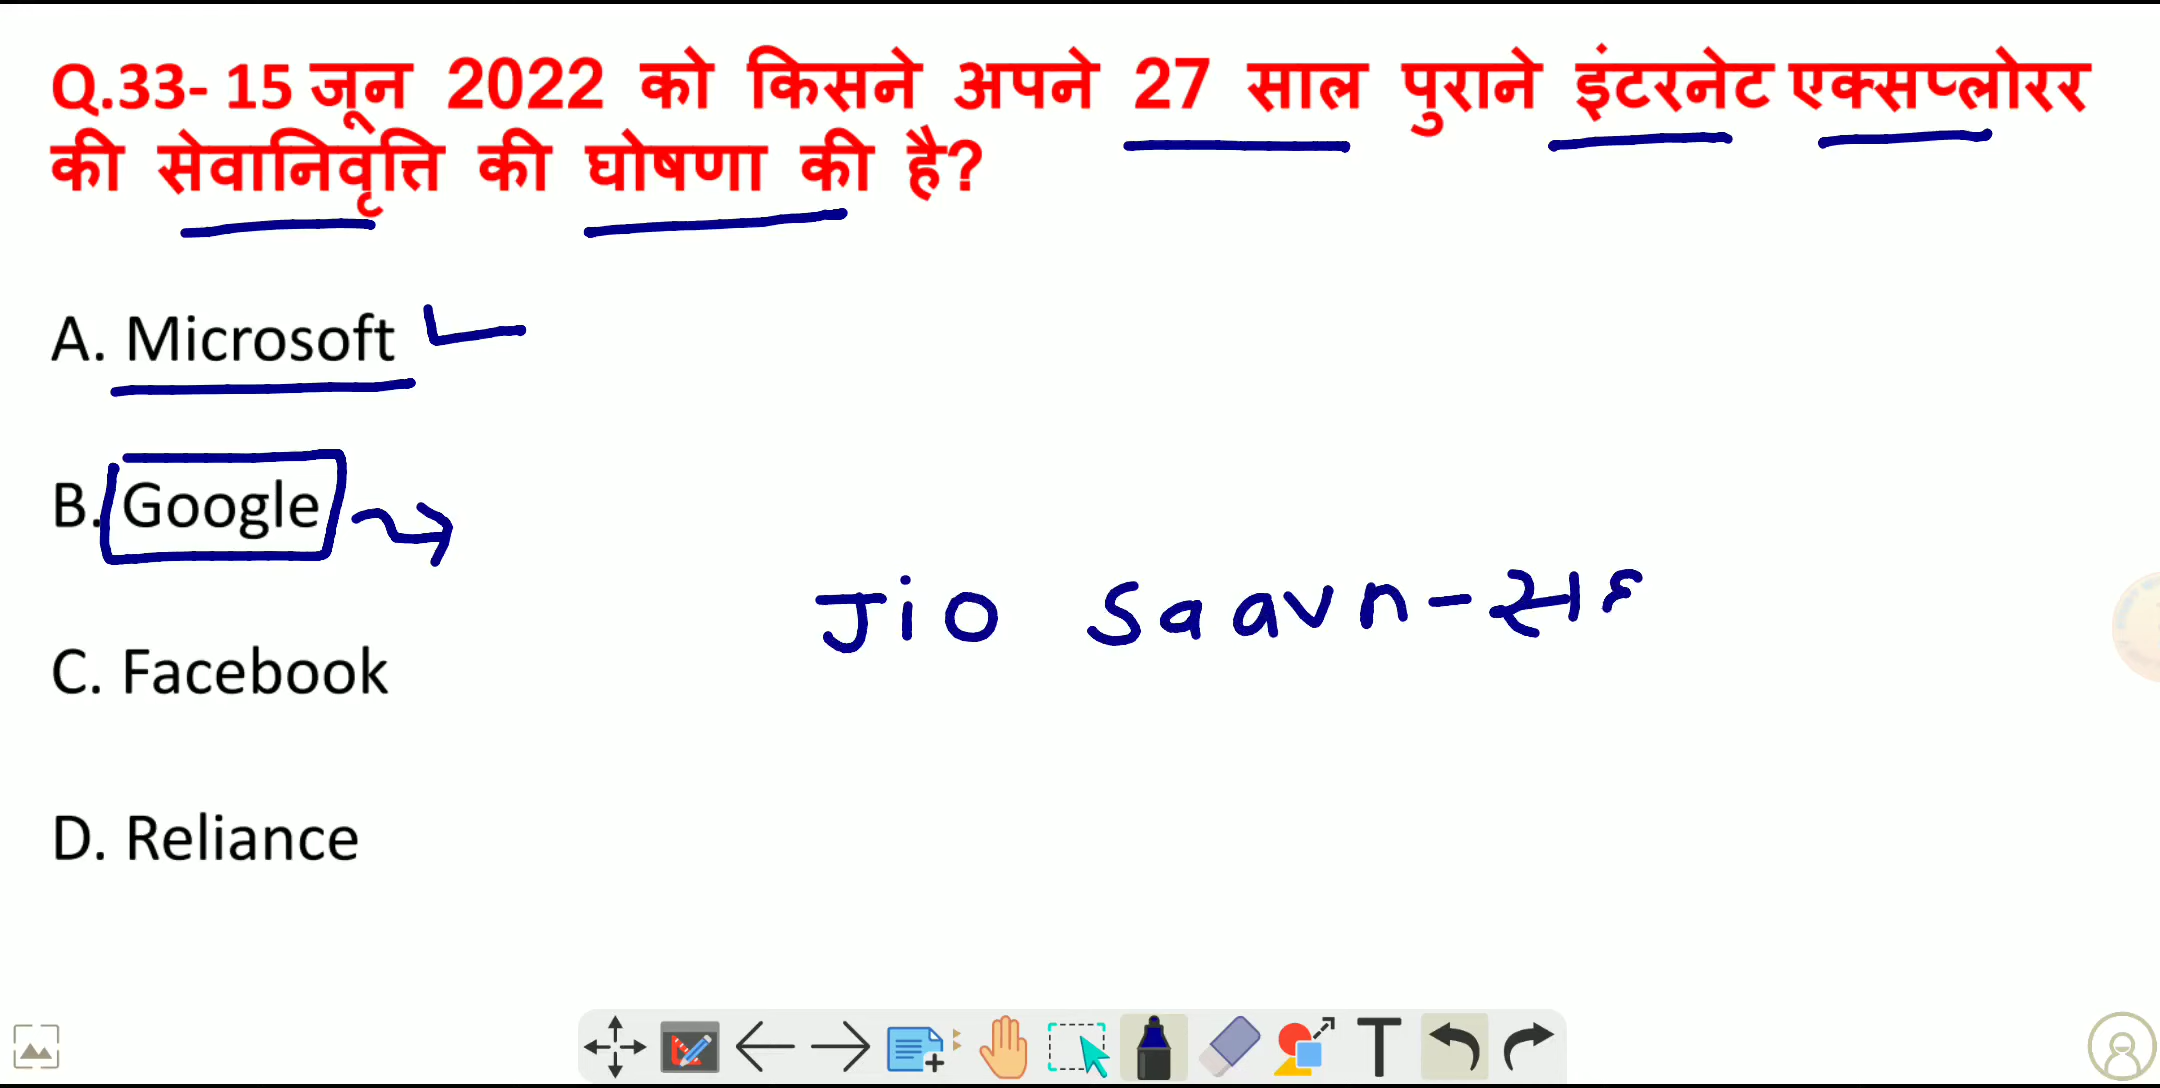 Q.33- 15 जून 2022 को किसने अपने 27 साल पुराने इंटरनेट एक्सप्लोरर
की सेवानिवृत्ति की घोषणा की है?
A. Microsoft
B. Google
Jio Saavn -
C. Facebook
D. Reliance